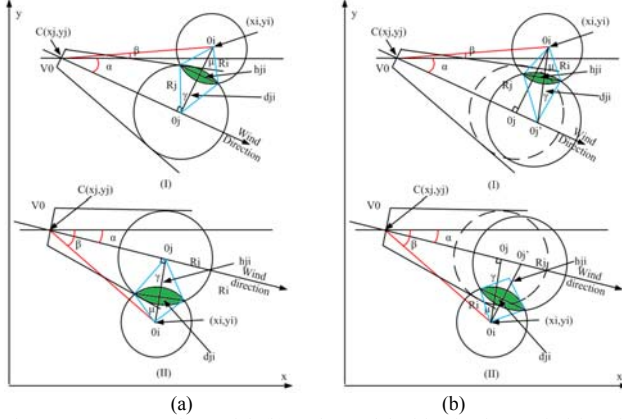 y
(xi,yi)
C(xj,yj)
0i
β
V0
α
μ
Ri
hji
Rj
dji
γ
0j
Wind
Direction
(I)
V0
C(xj,yj)
0j
α
β
Rj
hji
γ
Wind
direction
Ri
μ
(xi,yi)
0i
dji
(II)
x
(a)
y
(xi,yi)
C(xj,yj)
0i
β
V0
α
μ
Ri
hji
Rj
dji
γ
0j
0j'
Wind
Direction
(I)
V0
C(xj,yj)
0j
0j'
α
β
hji
γ
Wind
direction
Ri
μ
(xi,yi)
0i
dji
(II)
x
(b)